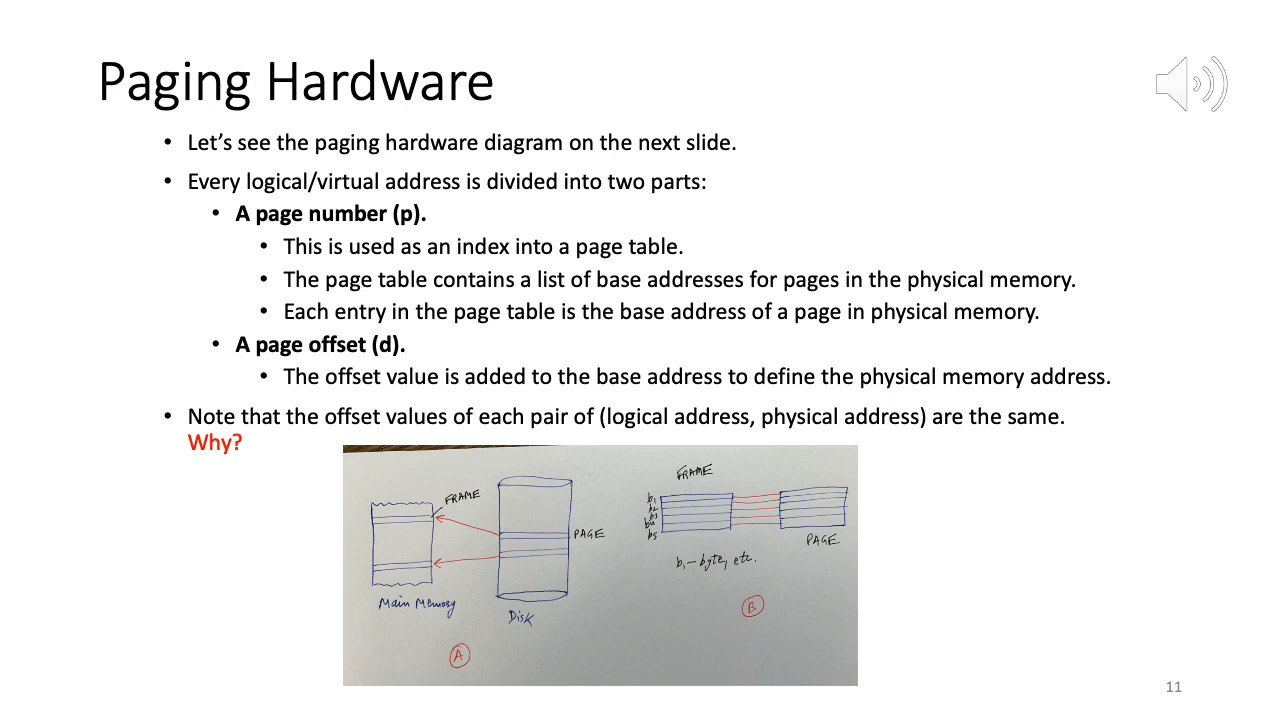 Paging Hardware
• Let's see the paging hardware diagram on the next slide.
• Every logical/virtual address is divided into two parts:
• A page number (p).
• This is used as an index into a page table.
• The page table contains a list of base addresses for pages in the physical memory.
• Each entry in the page table is the base address of a page in physical memory.
• A page offset (d).
• The offset value is added to the base address to define the physical memory address.
• Note that the offset values of each pair of (logical address, physical address) are the same.
Why?
FRAME
PAGE
Main Memory
Disk
A
FRAME
b1
b2
b3
b4
b5
PAGE
b1 – byte, etc.
B
11